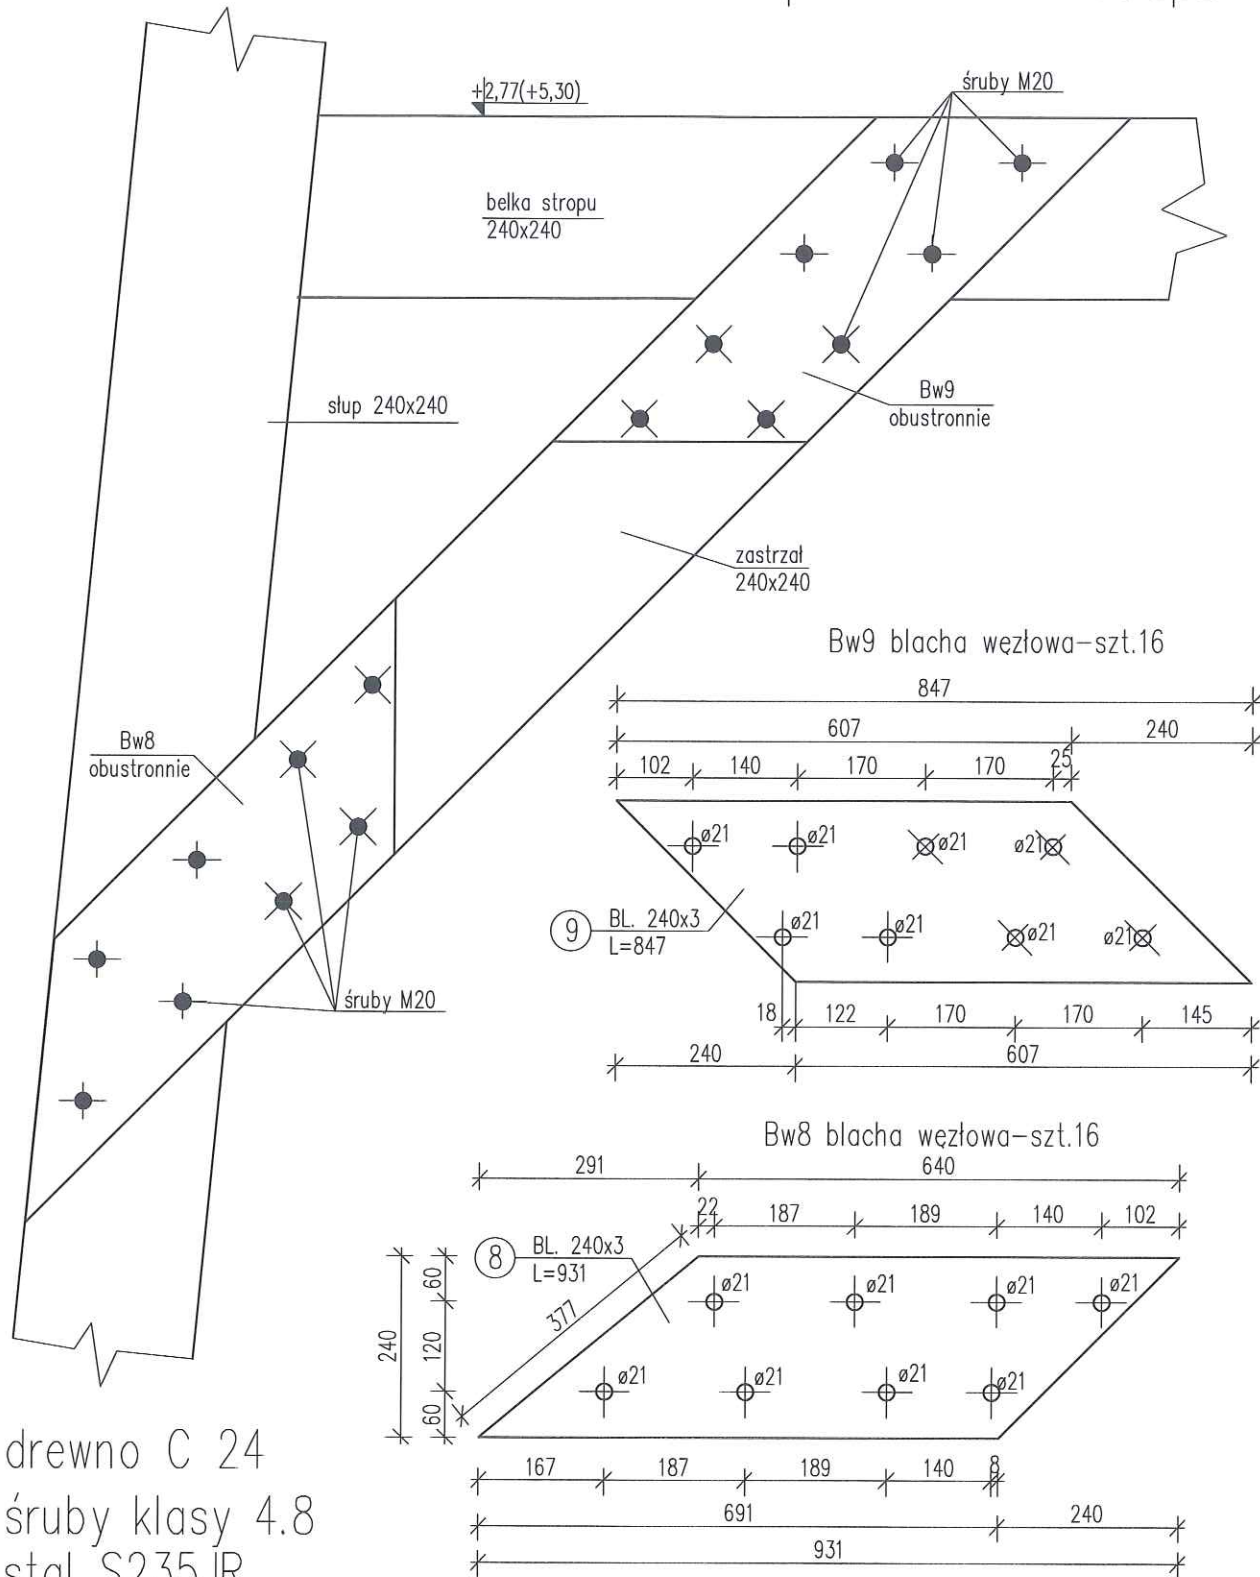 +2,77(+5,30)
śruby M20
belka stropu
240x240
słup 240x240
Bw9
obustronnie
zastrzał
240x240
Bw8
obustronnie
śruby M20
Bw9 blacha węzłowa-szt.16
847
607 240
102 140 170 170 25
ø21 ø21 ø21 ø21
9 BL. 240x3
L=847
ø21 ø21 ø21 ø21
18 122 170 170 145
240 607
Bw8 blacha węzłowa-szt.16
291 640
22 187 189 140 102
8 BL. 240x3
L=931
377
240
60
120
60
ø21 ø21 ø21 ø21
ø21 ø21 ø21 ø21
167 187 189 140 8
691 240
931
drewno C 24
śruby klasy 4.8
stal S235JR